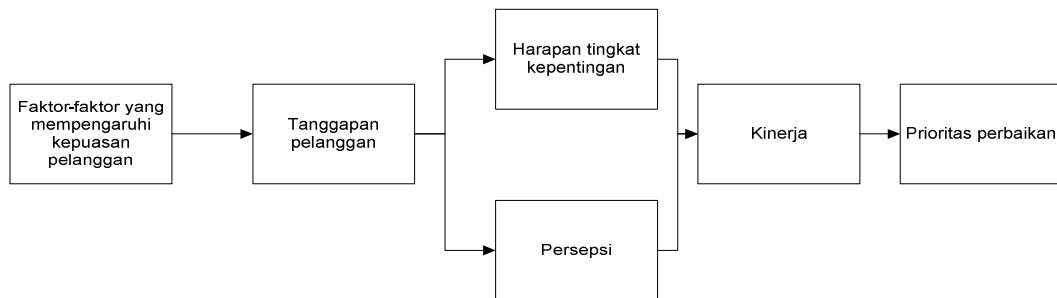 Faktor-faktor yang
mempengaruhi
kepuasan
pelanggan
Tanggapan
pelanggan
Harapan tingkat
kepentingan
Persepsi
Kinerja
Prioritas perbaikan